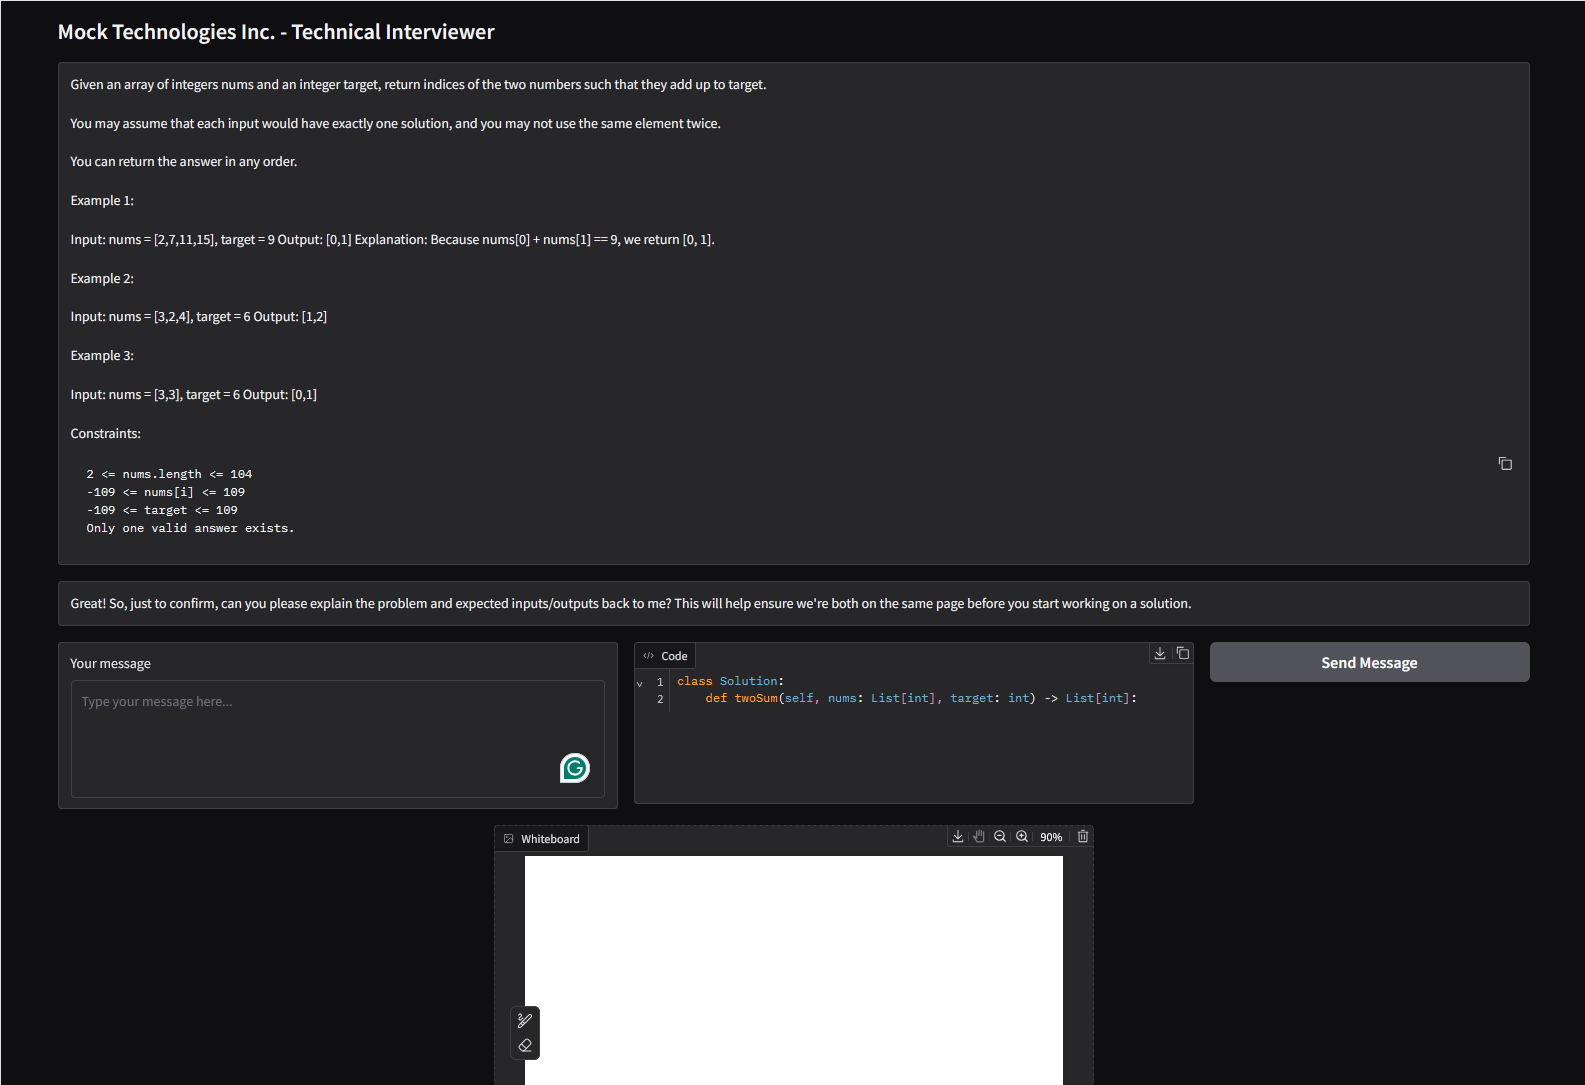 Mock Technologies Inc. - Technical Interviewer
Given an array of integers nums and an integer target, return indices of the two numbers such that they add up to target.
You may assume that each input would have exactly one solution, and you may not use the same element twice.
You can return the answer in any order.
Example 1:
Input: nums = [2,7,11,15], target = 9 Output: [0,1] Explanation: Because nums[0] + nums[1] == 9, we return [0, 1].
Example 2:
Input: nums = [3,2,4], target = 6 Output: [1,2]
Example 3:
Input: nums = [3,3], target = 6 Output: [0,1]
Constraints:
2 <= nums.length <= 104
-109 <= nums[i] <= 109
-109 <= target <= 109
Only one valid answer exists.
Great! So, just to confirm, can you please explain the problem and expected inputs/outputs back to me? This will help ensure we're both on the same page before you start working on a solution.
Your message
Type your message here...
Code
1 class Solution:
2 def twoSum(self, nums: List[int], target: int) -> List[int]:
Send Message
Whiteboard
90%